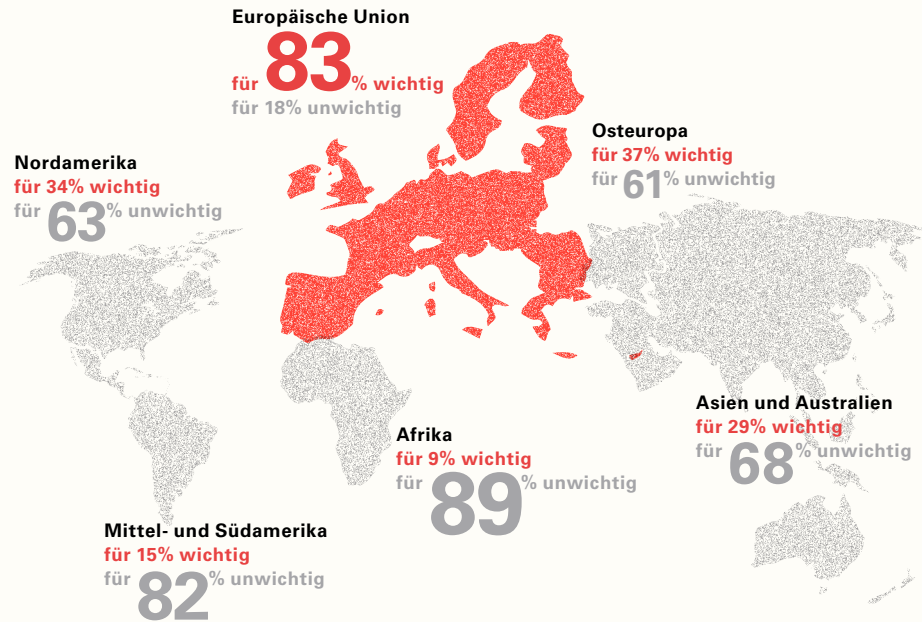 Europäische Union
für 83% wichtig
für 18% unwichtig
Osteuropa
für 37% wichtig
für 61% unwichtig
Nordamerika
für 34% wichtig
für 63% unwichtig
Asien und Australien
für 29% wichtig
für 68% unwichtig
Afrika
für 9% wichtig
für 89% unwichtig
Mittel- und Südamerika
für 15% wichtig
für 82% unwichtig